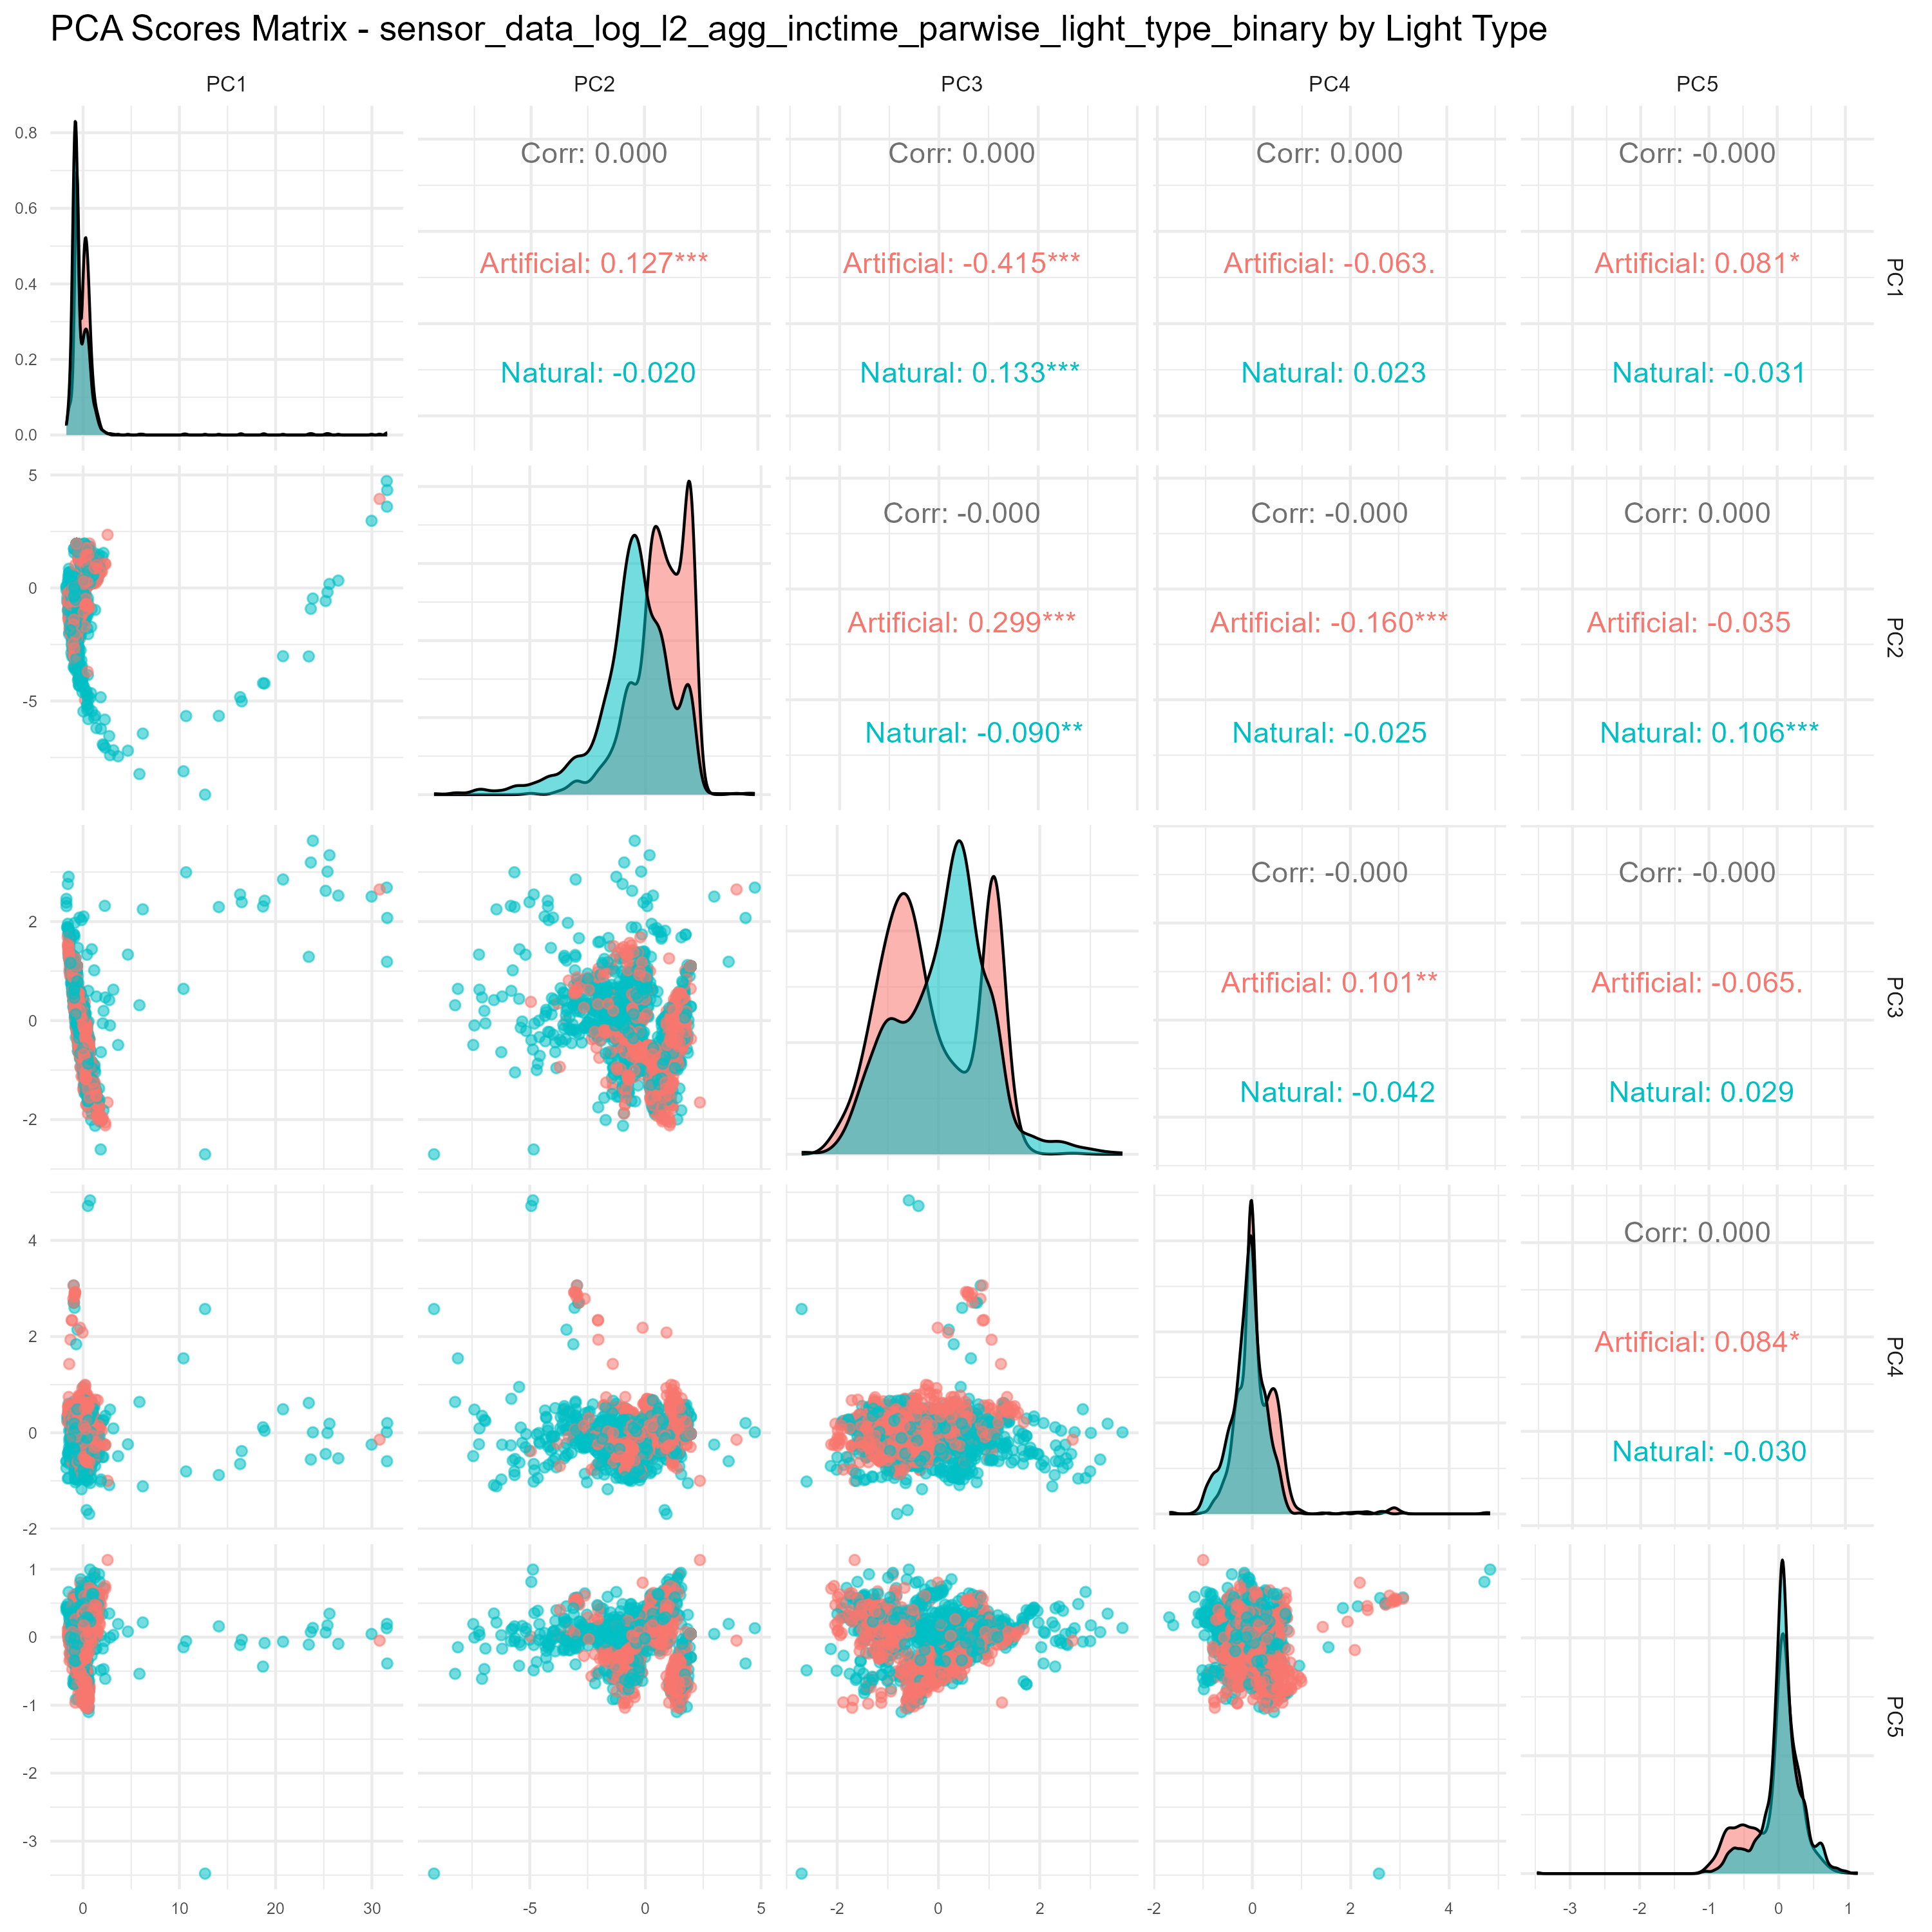 PCA Scores Matrix - sensor_data_log_l2_agg_inctime_parwise_light_type_binary by Light Type
PC1 PC2 PC3 PC4 PC5
0.8
0.6
0.4
0.2
0.0
Corr: 0.000
Artificial: 0.127***
Natural: -0.020
Corr: 0.000
Artificial: -0.415***
Natural: 0.133***
Corr: 0.000
Artificial: -0.063.
Natural: 0.023
Corr: -0.000
Artificial: 0.081*
Natural: -0.031
PC1
5
0
-5
Corr: -0.000
Artificial: 0.299***
Natural: -0.090**
Corr: -0.000
Artificial: -0.160***
Natural: -0.025
Corr: 0.000
Artificial: -0.035
Natural: 0.106***
PC2
2
0
-2
Corr: -0.000
Artificial: 0.101**
Natural: -0.042
Corr: -0.000
Artificial: -0.065.
Natural: 0.029
PC3
4
2
0
-2
Corr: 0.000
Artificial: 0.084*
Natural: -0.030
PC4
1
0
-1
-2
-3
PC5
0 10 20 30
-5 0 5
-2 0 2
-2 0 2 4
-3 -2 -1 0 1